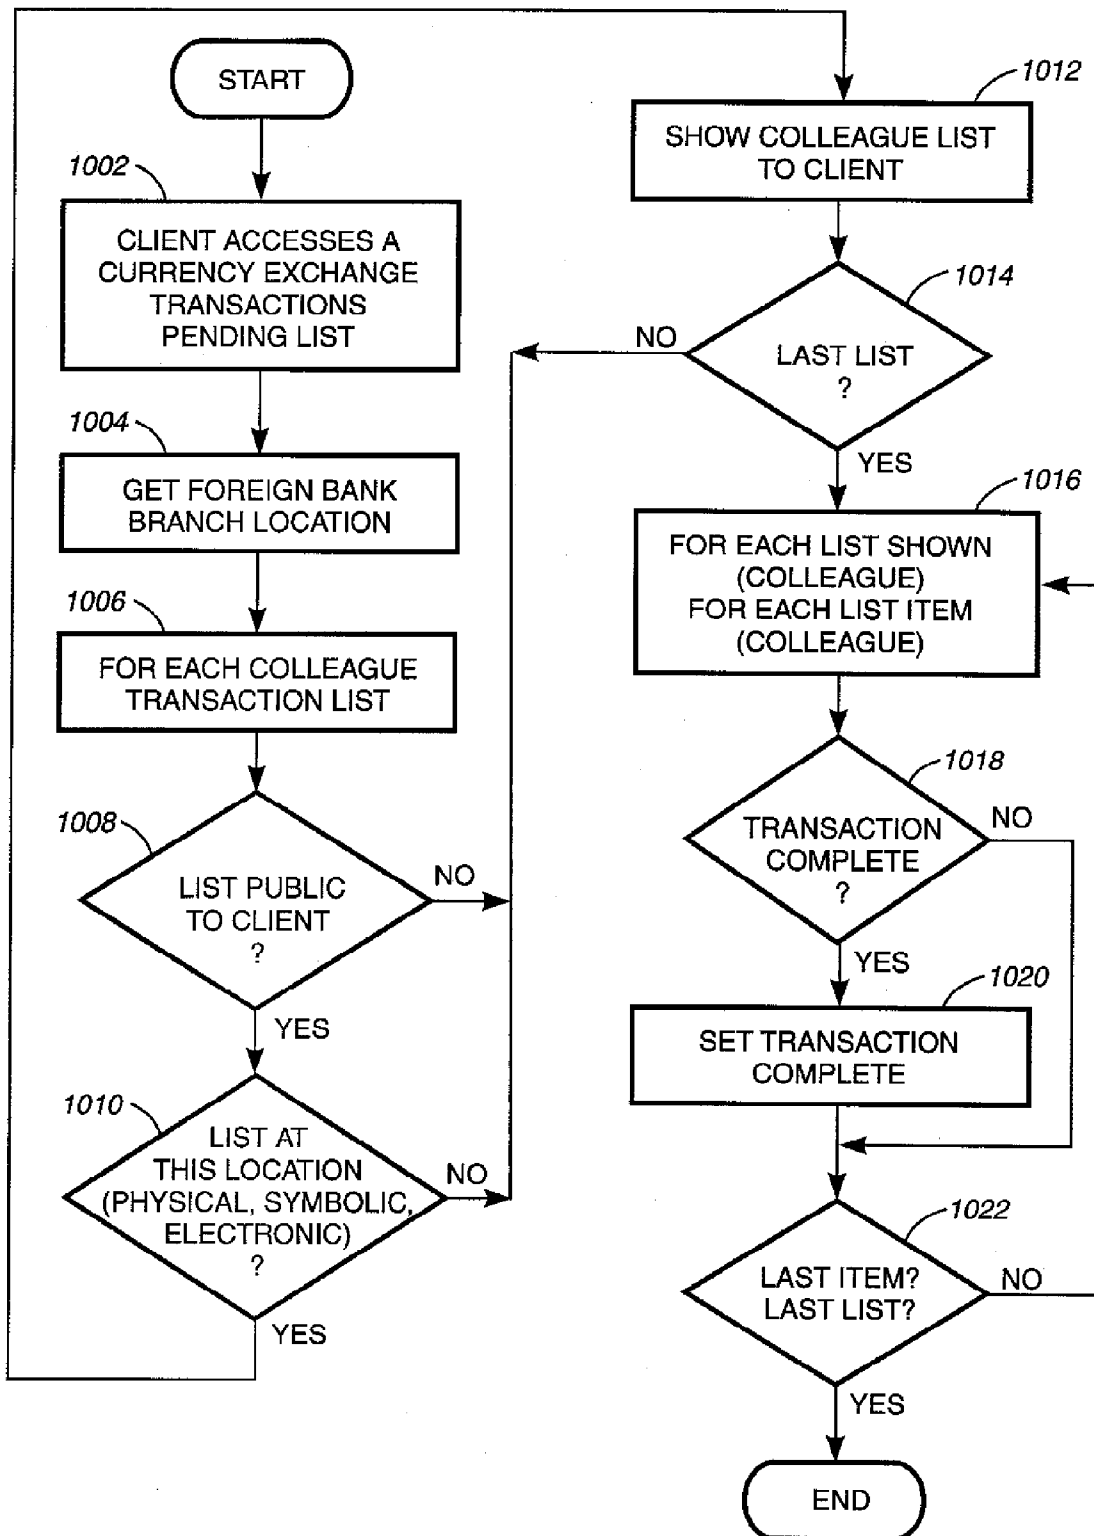 START
1002
CLIENT ACCESSES A
CURRENCY EXCHANGE
TRANSACTIONS
PENDING LIST
1004
GET FOREIGN BANK
BRANCH LOCATION
1006
FOR EACH COLLEAGUE
TRANSACTION LIST
1008
LIST PUBLIC
TO CLIENT
?
NO
YES
1010
LIST AT
THIS LOCATION
(PHYSICAL, SYMBOLIC,
ELECTRONIC)
?
NO
YES
1012
SHOW COLLEAGUE LIST
TO CLIENT
1014
LAST LIST
?
NO
YES
1016
FOR EACH LIST SHOWN
(COLLEAGUE)
FOR EACH LIST ITEM
(COLLEAGUE)
1018
TRANSACTION
COMPLETE
?
NO
YES
1020
SET TRANSACTION
COMPLETE
1022
LAST ITEM?
LAST LIST?
NO
YES
END